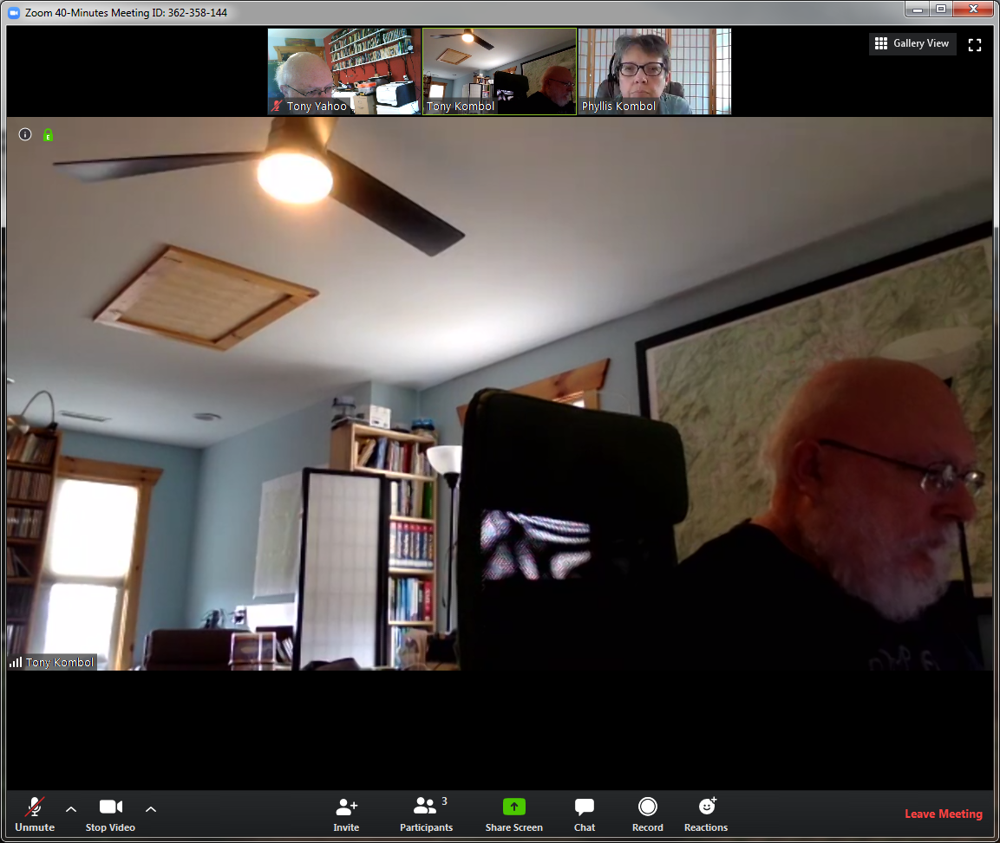 Zoom 40-Minutes Meeting ID: 362-358-144
Tony Yahoo
Tony Kombol
Phyllis Kombol
Gallery View
Tony Kombol
Unmute
Stop Video
Invite
Participants
3
Share Screen
Chat
Record
Reactions
Leave Meeting